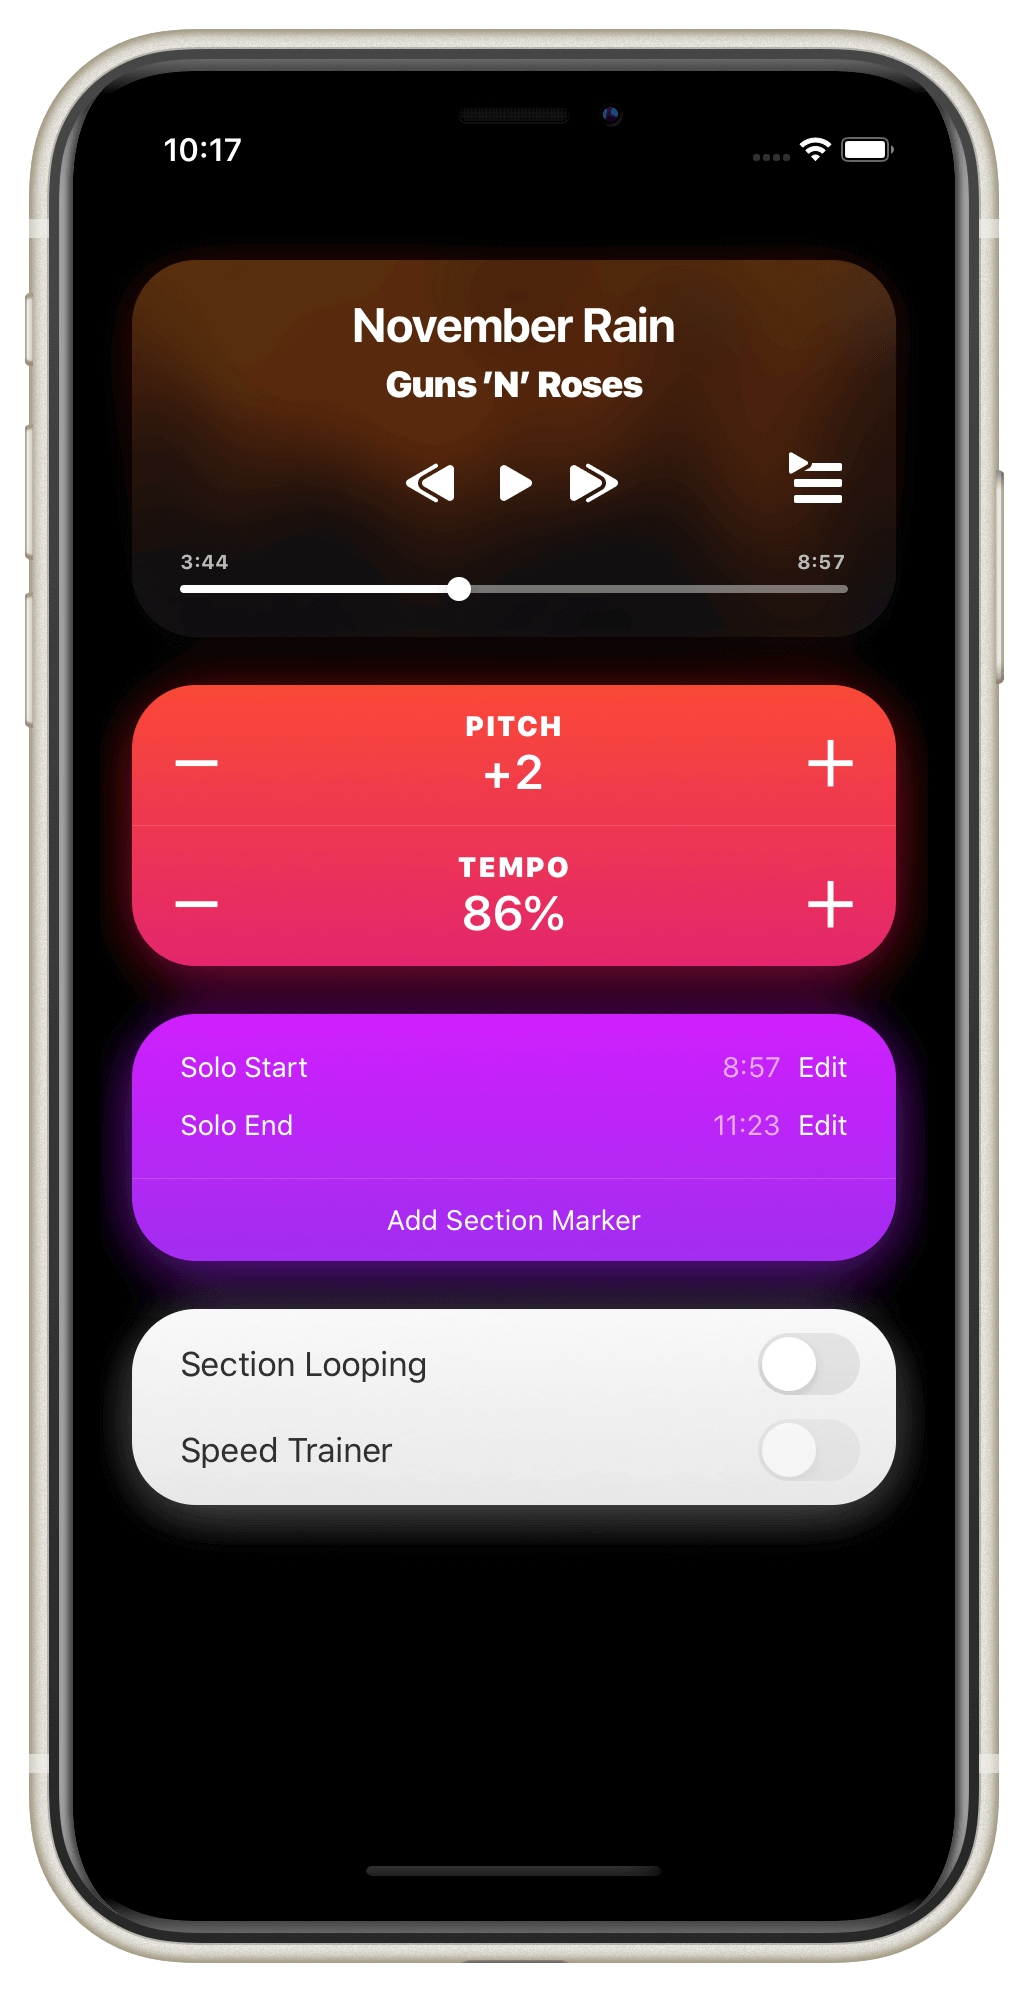 10:17
November Rain
Guns ’N’ Roses
3:44 8:57
PITCH
+2
TEMPO
86%
Solo Start 8:57 Edit
Solo End 11:23 Edit
Add Section Marker
Section Looping
Speed Trainer